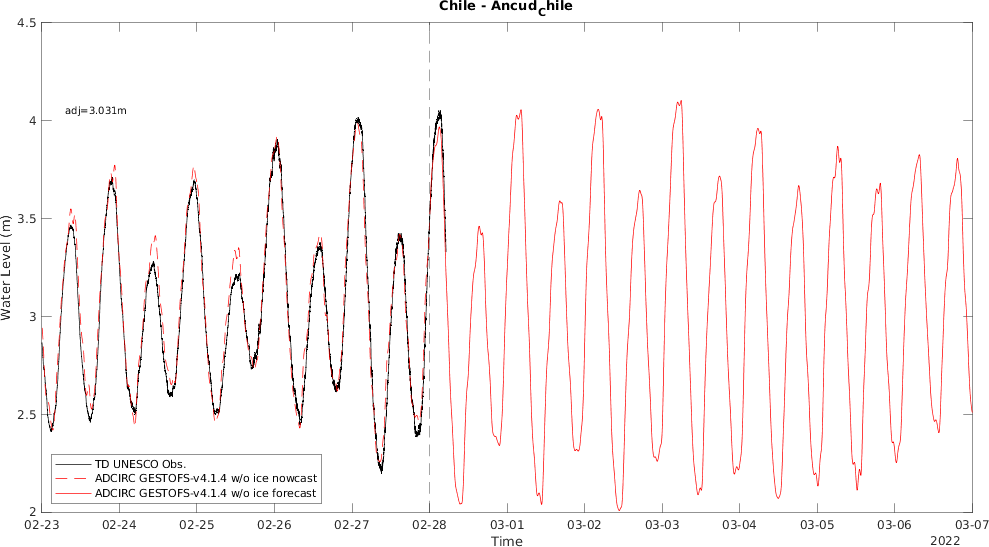 Chile - AncudChile
4.5
4
3.5
3
2.5
2
Water Level (m)
adj=3.031m
TD UNESCO Obs.
ADCIRC GESTOFS-v4.1.4 w/o ice nowcast
ADCIRC GESTOFS-v4.1.4 w/o ice forecast
02-23 02-24 02-25 02-26 02-27 02-28 03-01 03-02 03-03 03-04 03-05 03-06 03-07
Time
2022